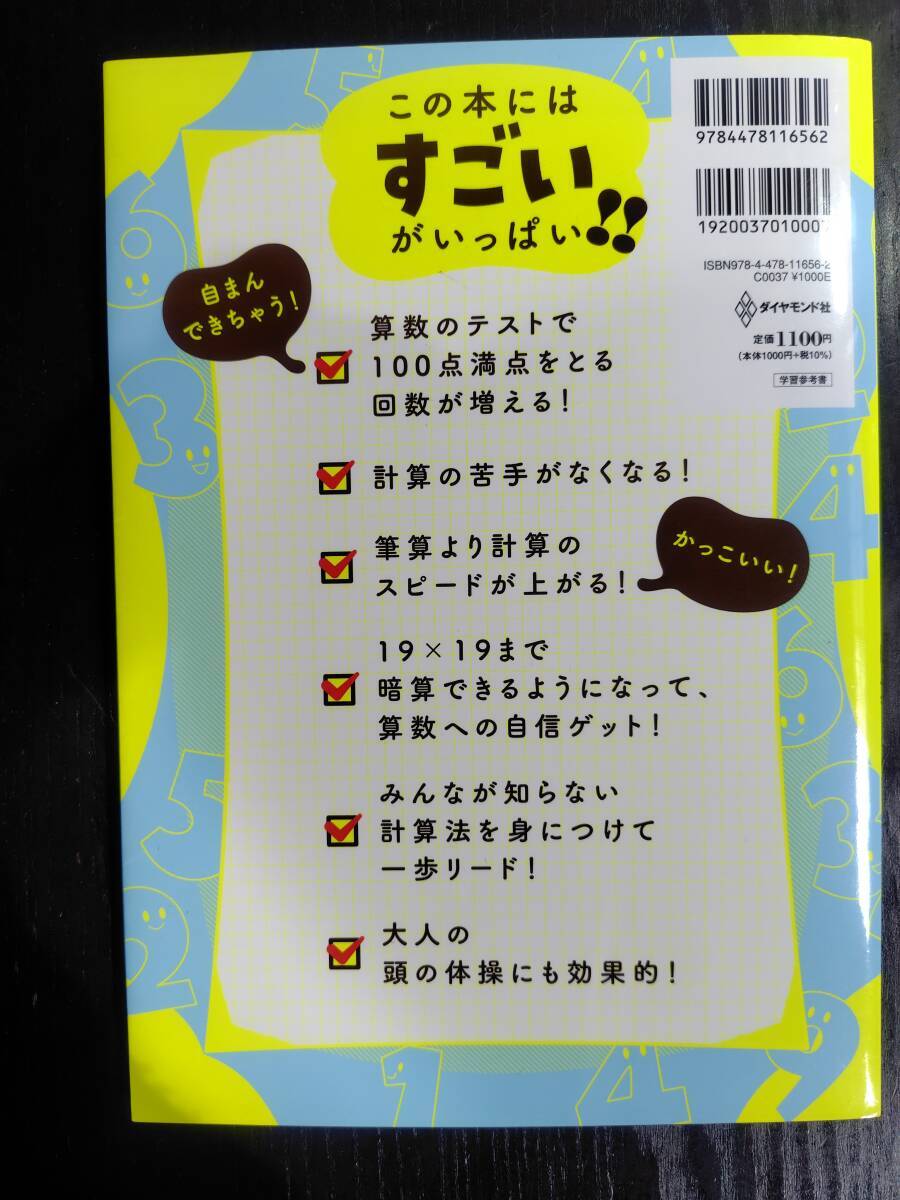 この本には
すごい
がいっぱい!!
9784478116562
192003701000
ISBN978-4-478-11656-2
C0037 ¥1000E
ダイヤモンド社
定価1100円
(本体1000円+税10%)
学習参考書
自まん
できちゃう!
算数のテストで
100点満点をとる
回数が増える!
計算の苦手がなくなる!
筆算より計算の
スピードが上がる!
かっこいい!
19×19まで
暗算できるようになって、
算数への自信ゲット!
みんなが知らない
計算法を身につけて
一歩リード!
大人の
頭の体操にも効果的!